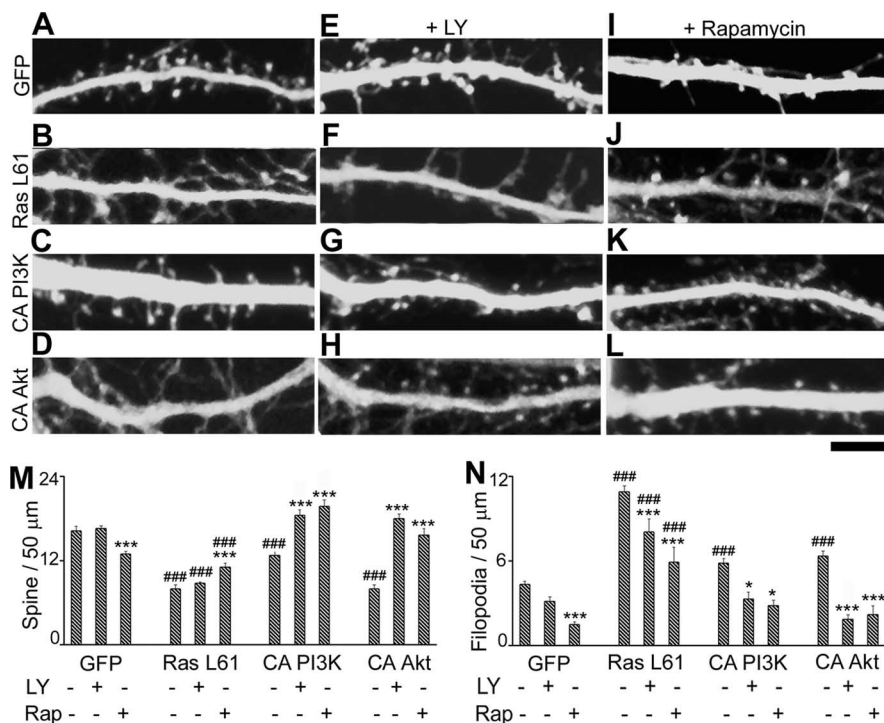 A E I
+ LY + Rapamycin
GFP
B F J
Ras L61
C G K
CA PI3K
D H L
CA Akt
M
Spine / 50 μm
24
12
0
***
### ### ### ***
### *** ***
### *** ***
GFP Ras L61 CA PI3K CA Akt
LY - + - - + - - + - - + -
Rap - - + - - + - - + - - +
N
Filopodia / 50 μm
12
6
0
***
### ### *** ### ***
### * *
### *** ***
GFP Ras L61 CA PI3K CA Akt
LY - + - - + - - + - - + -
Rap - - + - - + - - + - - +